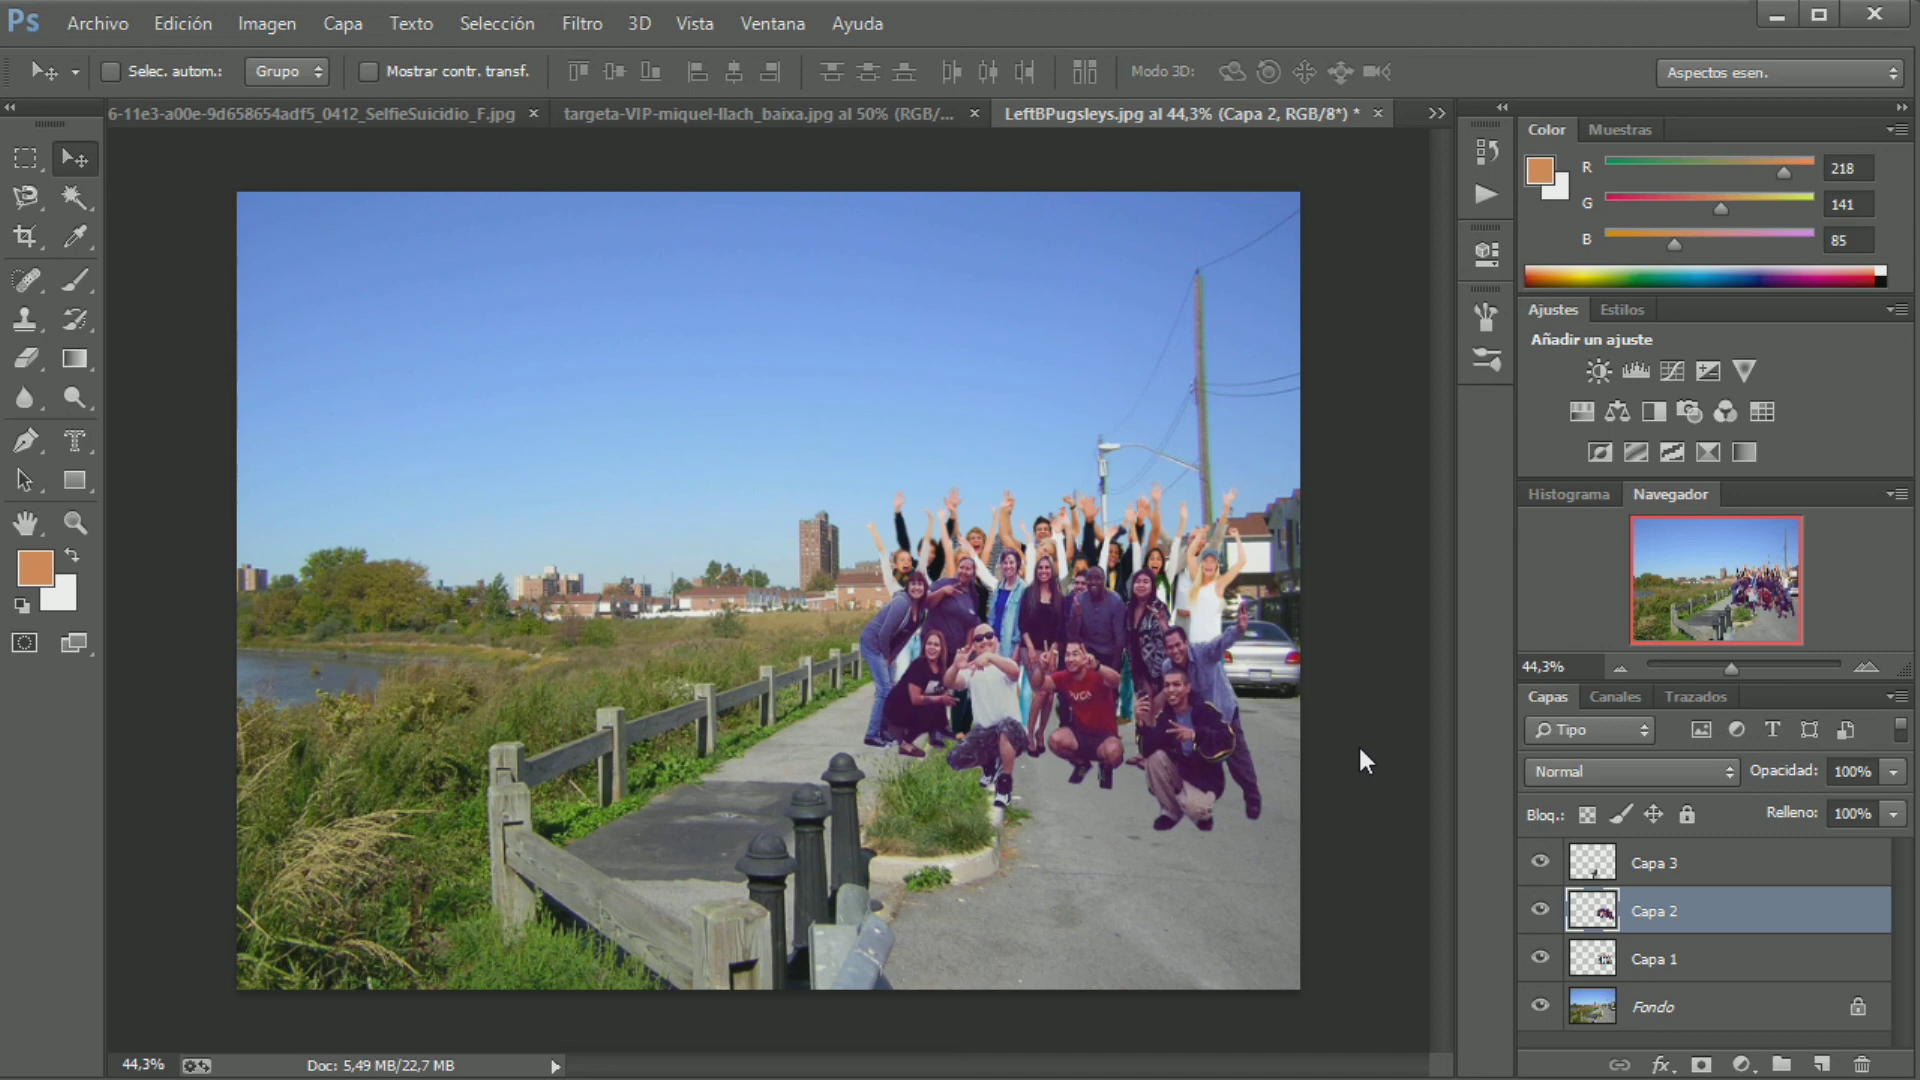 Ps Archivo Edición Imagen Capa Texto Selección Filtro 3D Vista Ventana Ayuda
Selec. autom.: Grupo Mostrar contr. transf. Modo 3D: Aspectos esen.
6-11e3-a00e-9d658654adf5_0412_SelfieSuicidio_F.jpg targeta-VIP-miquel-llach_baixa.jpg al 50% (RGB/... LeftBPugsleys.jpg al 44,3% (Capa 2, RGB/8*) *
Color Muestras
R 218
G 141
B 85
Ajustes Estilos
Añadir un ajuste
Histograma Navegador
44,3%
Capas Canales Trazados
Tipo
Normal Opacidad: 100%
Bloq.: Relleno: 100%
Capa 3
Capa 2
Capa 1
Fondo
44,3% Doc: 5,49 MB/22,7 MB